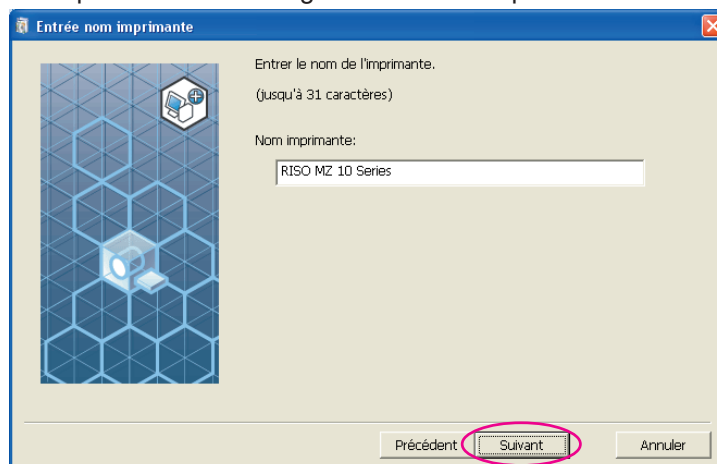 Entrée nom imprimante
Entrer le nom de l'imprimante.
(jusqu'à 31 caractères)
Nom imprimante:
RISO MZ 10 Series
Précédent Suivant Annuler